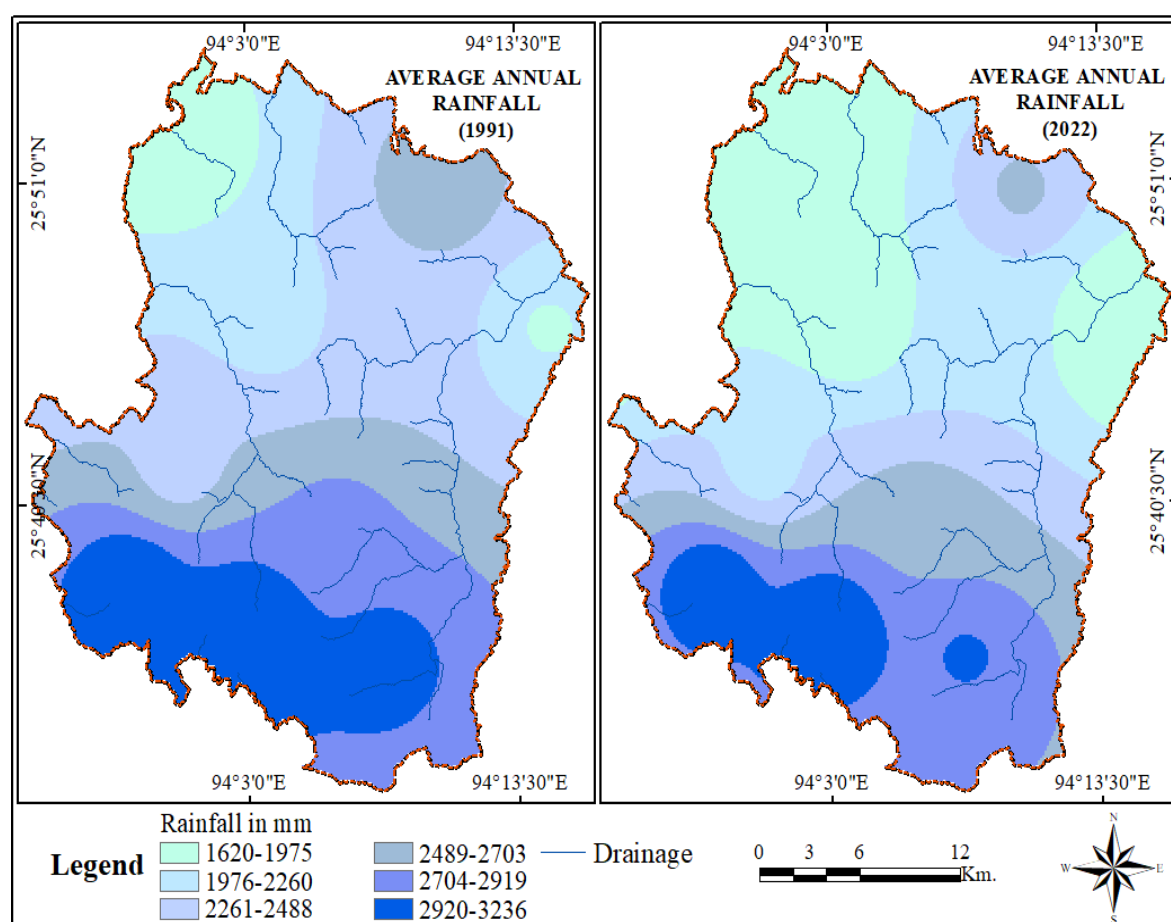 94°3'0"E 94°13'30"E 94°3'0"E 94°13'30"E
AVERAGE ANNUAL
RAINFALL
(1991)
AVERAGE ANNUAL
RAINFALL
(2022)
25°51'0"N
25°40'30"N
25°51'0"N
25°40'30"N
94°3'0"E 94°13'30"E 94°3'0"E 94°13'30"E
Legend
Rainfall in mm
1620-1975
1976-2260
2261-2488
2489-2703
2704-2919
2920-3236
Drainage
0 3 6 12
Km.
N
W E
S